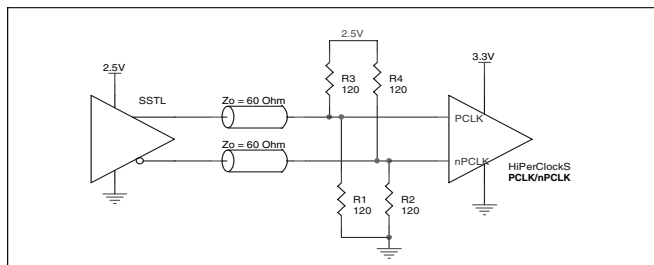 2.5V
2.5V
3.3V
SSTL
Zo = 60 Ohm
R3
120
R4
120
PCLK
Zo = 60 Ohm
nPCLK
HiPerClockS
PCLK/nPCLK
R1
120
R2
120